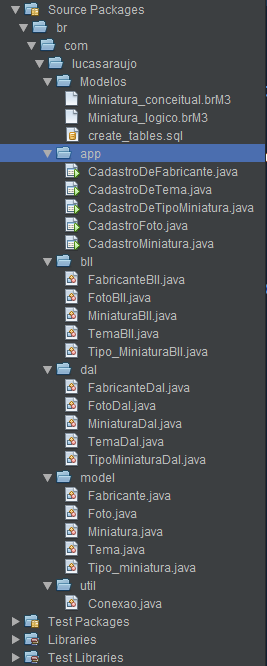 Source Packages
br
com
lucasaraujo
Modelos
Miniatura_conceitual.brM3
Miniatura_logico.brM3
create_tables.sql
app
CadastroDeFabricante.java
CadastroDeTema.java
CadastroDeTipoMiniatura.java
CadastroFoto.java
CadastroMiniatura.java
bll
FabricanteBll.java
FotoBll.java
MiniaturaBll.java
TemaBll.java
Tipo_MiniaturaBll.java
dal
FabricanteDal.java
FotoDal.java
MiniaturaDal.java
TemaDal.java
TipoMiniaturaDal.java
model
Fabricante.java
Foto.java
Miniatura.java
Tema.java
Tipo_miniatura.java
util
Conexao.java
Test Packages
Libraries
Test Libraries